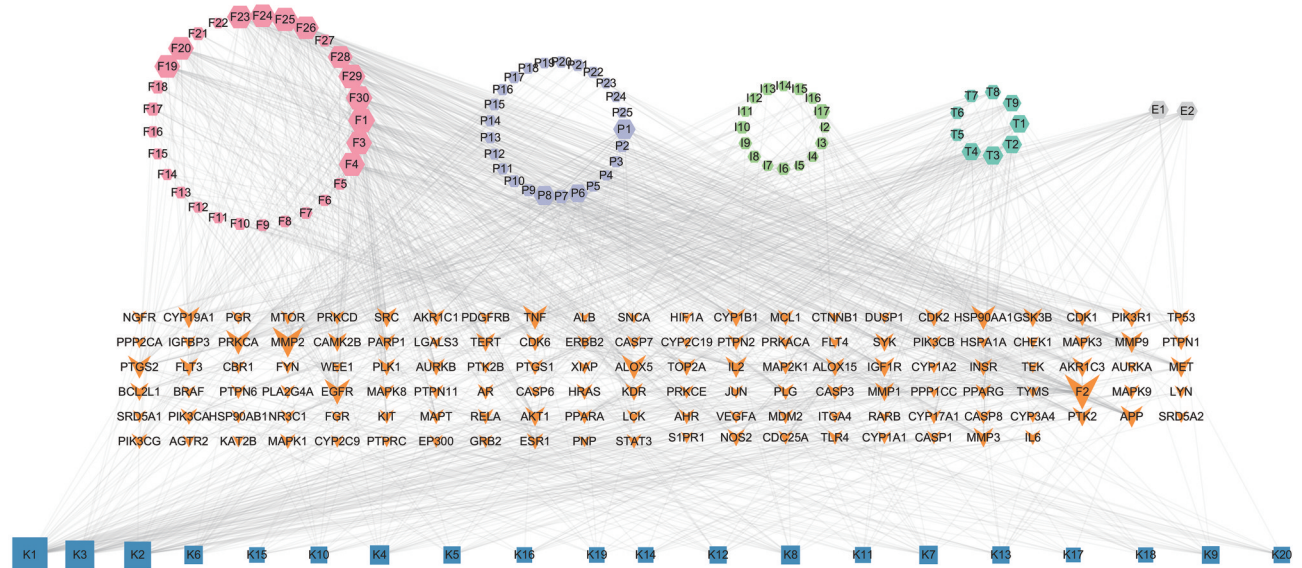 F23 F24 F25 F26 F27 F28 F29 F30 F1 F3 F4 F5 F6 F7 F8 F9 F10 F11 F12 F13 F14 F15 F16 F17 F18 F19 F20 F21 F22
P19 P20 P21 P22 P23 P24 P25 P1 P2 P3 P4 P5 P6 P7 P8 P9 P10 P11 P12 P13 P14 P15 P16 P17 P18
I13 I14 I15 I16 I17 I2 I3 I4 I5 I6 I7 I8 I9 I10 I11 I12
T7 T8 T9 T1 T2 T3 T4 T5 T6
E1 E2
NGFR CYP19A1 PGR MTOR PRKCD SRC AKR1C1 PDGFRB TNF ALB SNCA HIF1A CYP1B1 MCL1 CTNNB1 DUSP1 CDK2 HSP90AA1 GSK3B CDK1 PIK3R1 TP53
PPP2CA IGFBP3 PRKCA MMP2 CAMK2B PARP1 LGALS3 TERT CDK6 ERBB2 CASP7 CYP2C19 PTPN2 PRKACA FLT4 SYK PIK3CB HSPA1A CHEK1 MAPK3 MMP9 PTPN1
PTGS2 FLT3 CBR1 FYN WEE1 PLK1 AURKB PTK2B PTGS1 XIAP ALOX5 TOP2A IL2 MAP2K1 ALOX15 IGF1R CYP1A2 INSR TEK AKR1C3 AURKA MET
BCL2L1 BRAF PTPN6 PLA2G4A EGFR MAPK8 PTPN11 AR CASP6 HRAS KDR PRKCE JUN PLG CASP3 MMP1 PPP1CC PPARG TYMS F2 MAPK9 LYN
SRD5A1 PIK3CA HSP90AB1 NR3C1 FGR KIT MAPT RELA AKT1 PPARA LCK AHR VEGFA MDM2 ITGA4 RARB CYP17A1 CASP8 CYP3A4 PTK2 APP SRD5A2
PIK3CG AGTR2 KAT2B MAPK1 CYP2C9 PTPRC EP300 GRB2 ESR1 PNP STAT3 S1PR1 NOS2 CDC25A TLR4 CYP1A1 CASP1 MMP3 IL6
K1 K3 K2 K6 K15 K10 K4 K5 K16 K19 K14 K12 K8 K11 K7 K13 K17 K18 K9 K20